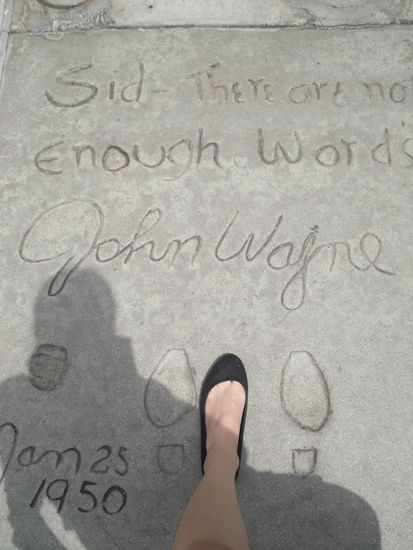 Sid - There are not
Enough Words
John Wayne
Jan 25
1950